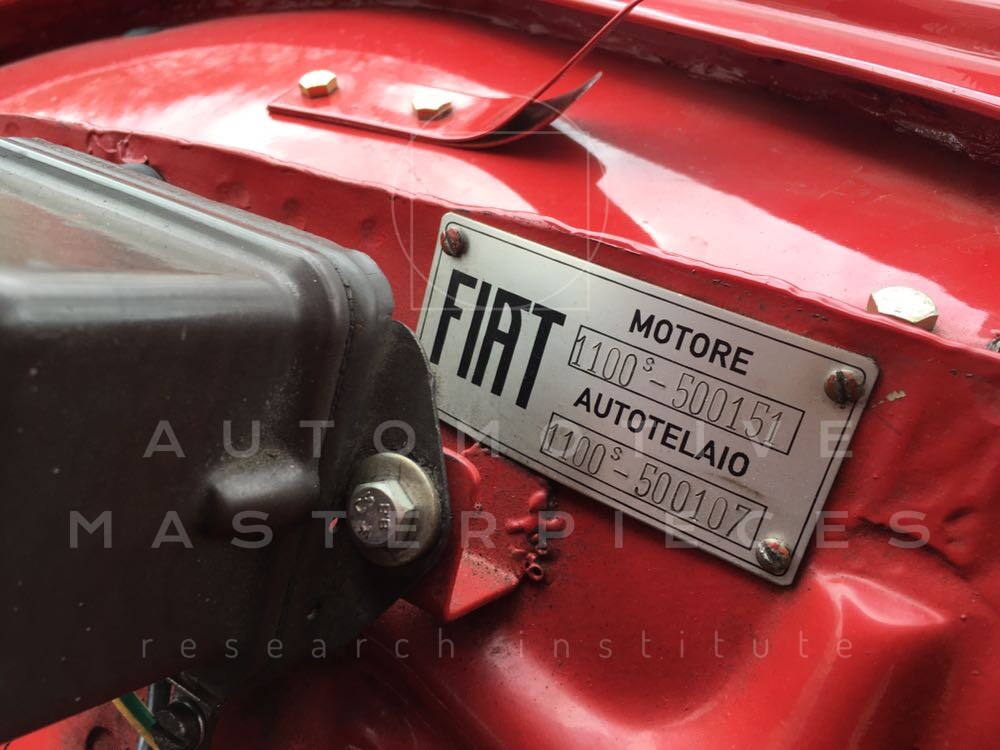 FIAT
MOTORE
1100ˢ-500151
AUTOTELAIO
1100ˢ-500107
AUTOMOTIVE
MASTERPIECES
research institute